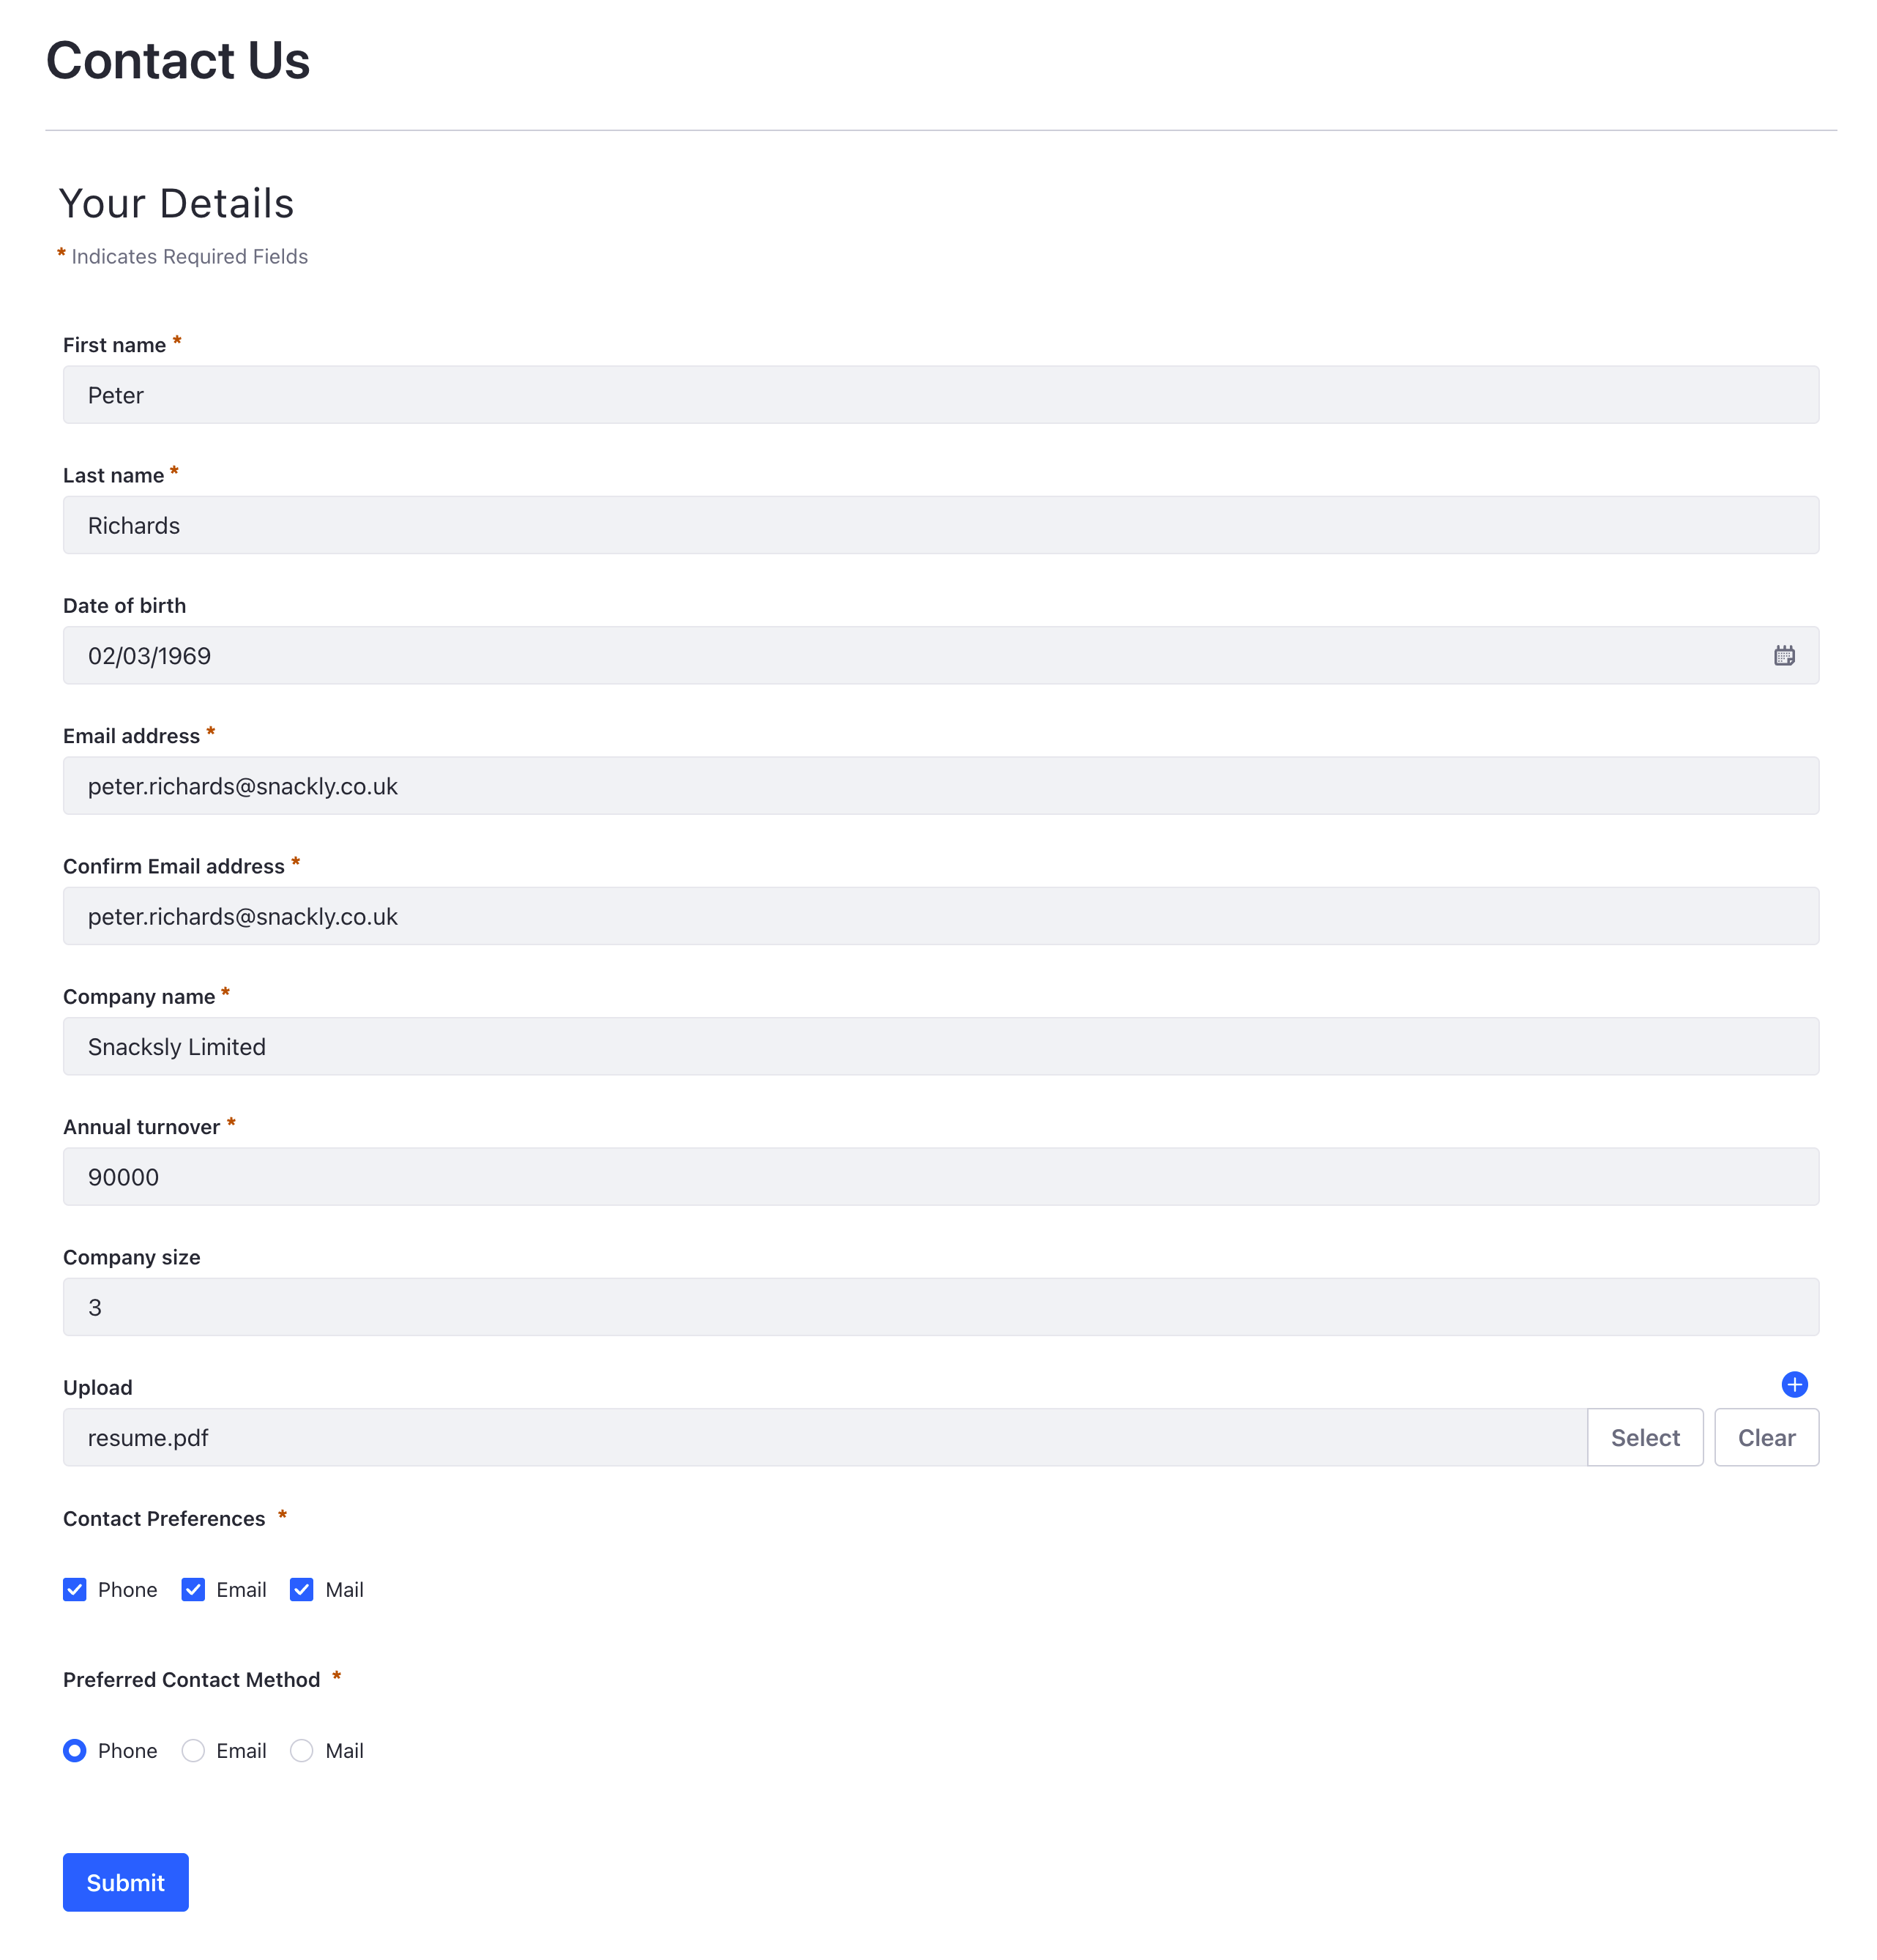 Contact Us
Your Details
* Indicates Required Fields
First name *
Peter
Last name *
Richards
Date of birth
02/03/1969
Email address *
peter.richards@snackly.co.uk
Confirm Email address *
peter.richards@snackly.co.uk
Company name *
Snacksly Limited
Annual turnover *
90000
Company size
3
Upload
resume.pdf Select Clear
Contact Preferences *
Phone Email Mail
Preferred Contact Method *
Phone Email Mail
Submit